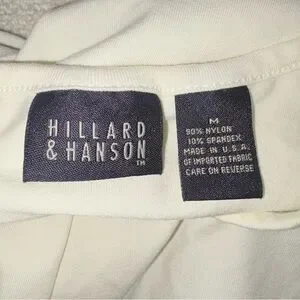 HILLARD
& HANSON
TM
M
90% NYLON
10% SPANDEX
MADE IN U.S.A.
OF IMPORTED FABRIC
CARE ON REVERSE